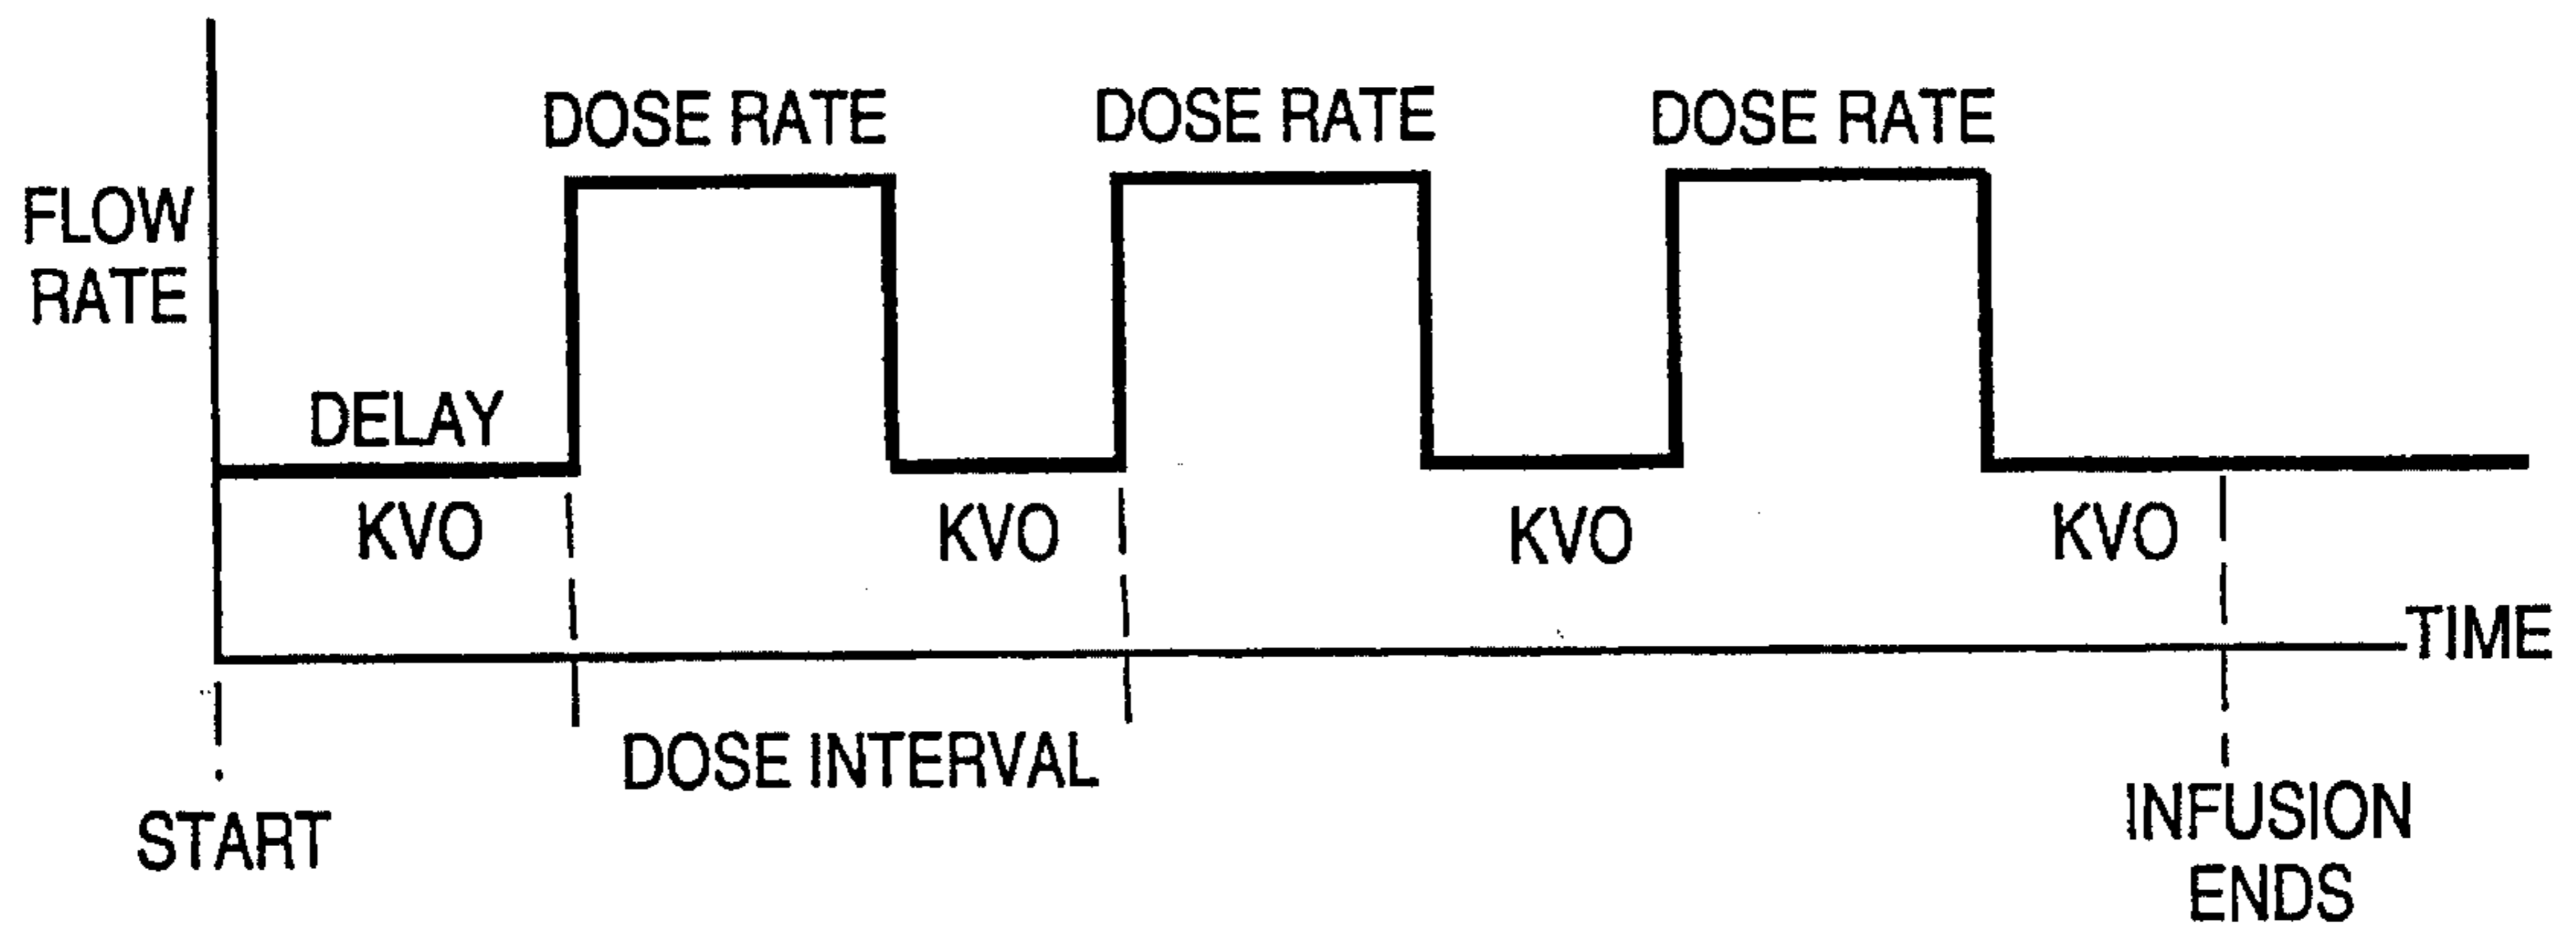 DOSE RATE
DOSE RATE
DOSE RATE
FLOW
RATE
DELAY
KVO
KVO
KVO
KVO
TIME
DOSE INTERVAL
START
INFUSION
ENDS